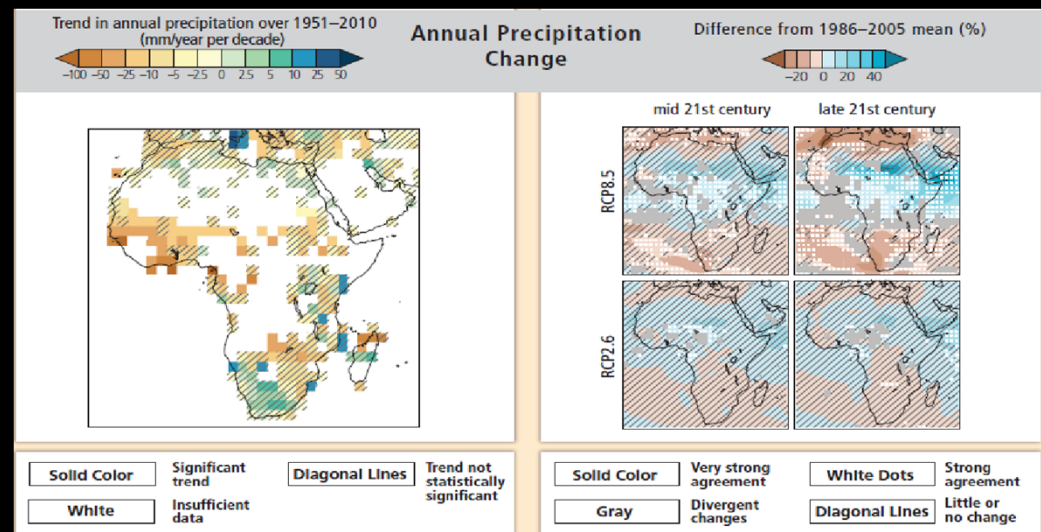 Trend in annual precipitation over 1951–2010
(mm/year per decade)
-100 -50 -25 -10 -5 -2.5 0 2.5 5 10 25 50
Annual Precipitation
Change
Difference from 1986–2005 mean (%)
-20 0 20 40
mid 21st century late 21st century
RCP8.5
RCP2.6
Solid Color
Significant
trend
Diagonal Lines
Trend not
statistically
significant
White
Insufficient
data
Solid Color
Very strong
agreement
White Dots
Strong
agreement
Gray
Divergent
changes
Diagonal Lines
Little or
no change